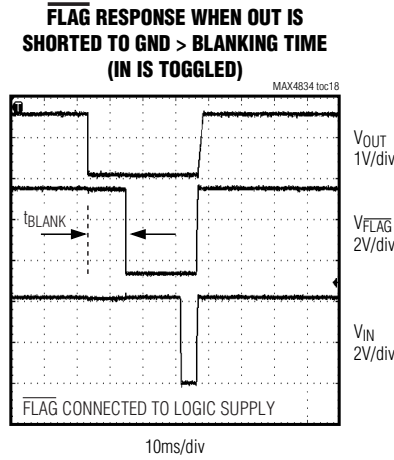 FLAG RESPONSE WHEN OUT IS
SHORTED TO GND > BLANKING TIME
(IN IS TOGGLED)
MAX4834 toc18
VOUT
1V/div
tBLANK
VFLAG
2V/div
VIN
2V/div
FLAG CONNECTED TO LOGIC SUPPLY
10ms/div